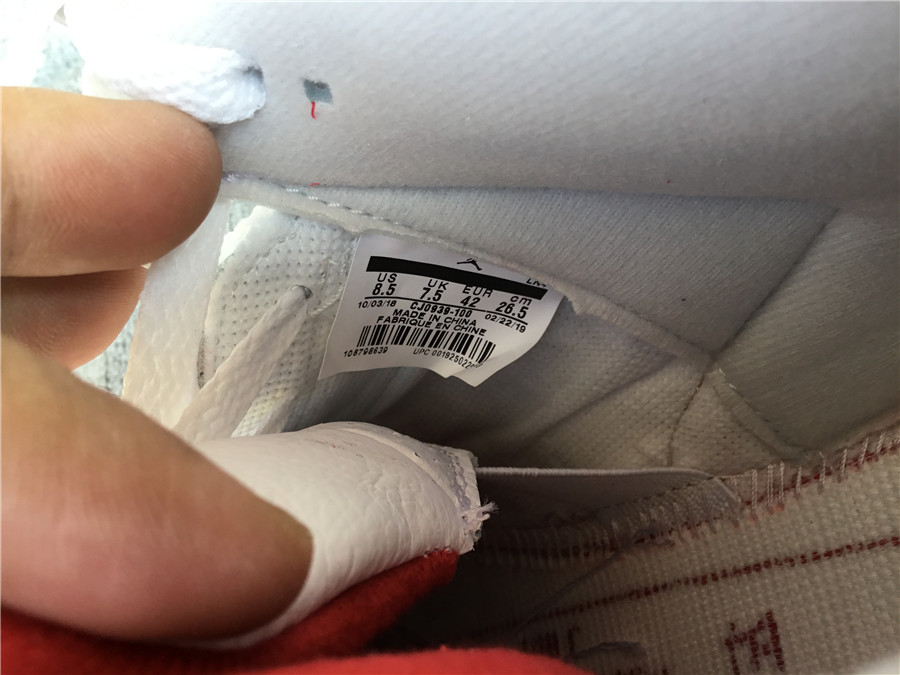 US UK EUR cm
8.5 7.5 42 26.5
10/03/18 CJ0939-100 02/22/19
MADE IN CHINA
FABRIQUE EN CHINE
108798639 UPC 001925022